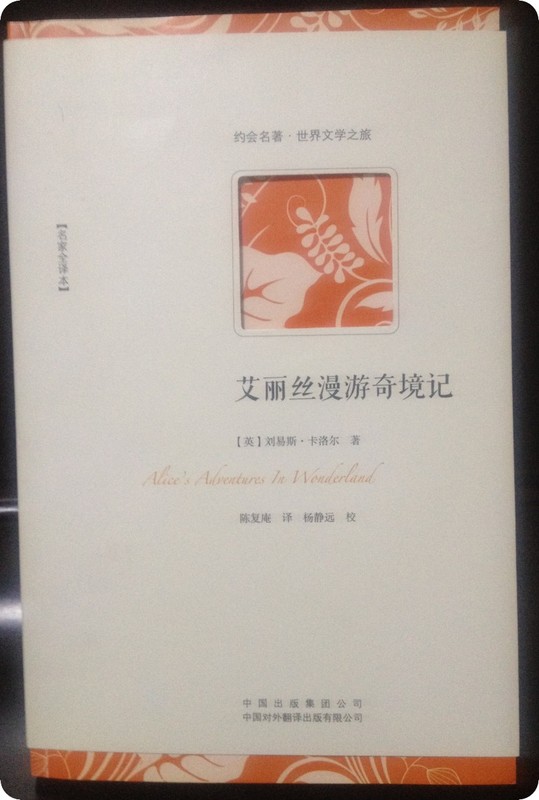 约会名著·世界文学之旅
【名家全译本】
艾丽丝漫游奇境记
【英】刘易斯·卡洛尔 著
Alice's Adventures In Wonderland
陈复庵 译 杨静远 校
中国出版集团公司
中国对外翻译出版有限公司